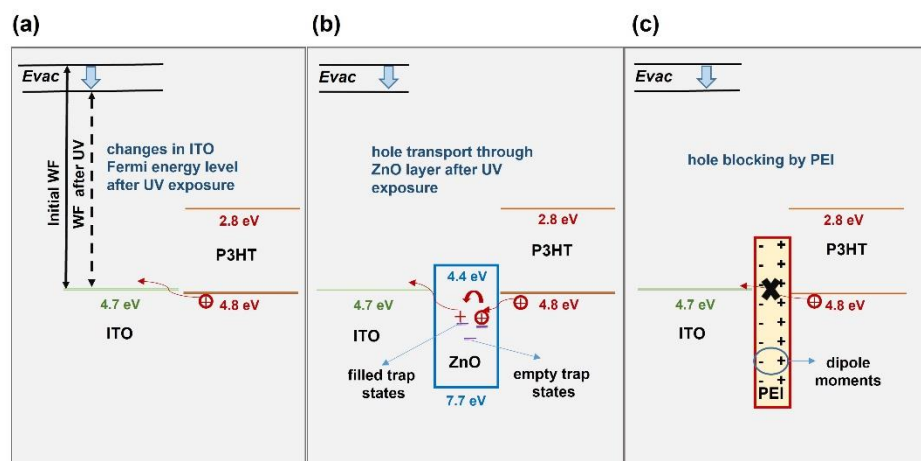 (a)
Evac
Initial WF
WF after UV
changes in ITO
Fermi energy level
after UV exposure
2.8 eV
P3HT
4.7 eV
4.8 eV
ITO
(b)
Evac
hole transport through
ZnO layer after UV
exposure
2.8 eV
P3HT
4.4 eV
4.7 eV
4.8 eV
+
+
ITO
ZnO
filled trap
states
empty trap
states
7.7 eV
(c)
Evac
hole blocking by PEI
2.8 eV
P3HT
4.7 eV
4.8 eV
ITO
dipole
moments
PEI